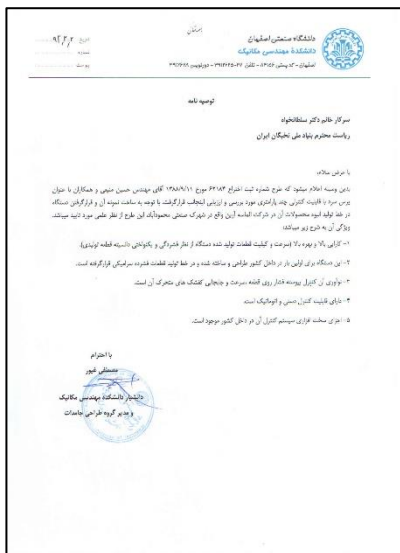 دانشگاه صنعتی اصفهان
دانشکدهٔ مهندسی مکانیک
توصیه نامه
سرکار خانم دکتر سلطانخواه
ریاست محترم بنیاد ملی نخبگان ایران
با عرض سلام،
بدین وسیله اعلام میشود که طرح شماره ثبت اختراع ۶۲۱۸۴ مورخ ۱۳۸۸/۹/۱۱ آقای مهندس حسین منیعی و همکاران با عنوان
پرس سرد با قابلیت کنترلی چند پارامتری مورد بررسی و ارزیابی اینجانب قرارگرفت. با توجه به ساخت نمونه آن و قرارگرفتن دستگاه
در خط تولید انبوه محصولات آن در شرکت الماسه آرین واقع در شهرک صنعتی محمودآباد، این طرح از نظر علمی مورد تایید میباشد.
ویژگی آن به شرح زیر میباشد:
۱- کارایی بالا و بهره بالا (سرعت و کیفیت قطعات تولید شده دستگاه از نظر فشردگی و یکنواختی دانسیته قطعه تولیدی).
۲- این دستگاه برای اولین بار در داخل کشور طراحی و ساخته شده و در خط تولید قطعات فشرده سرامیکی قرارگرفته است.
۳- نوآوری آن کنترل پیوسته فشار روی قطعه، سرعت و جابجایی کفشک های متحرک آن است.
۴- دارای قابلیت کنترل دستی و اتوماتیک است.
۵- اجزای سخت افزاری سیستم کنترل آن در داخل کشور موجود است.
با احترام
مصطفی غیور
دانشیار دانشکده مهندسی مکانیک
و مدیر گروه طراحی جامدات